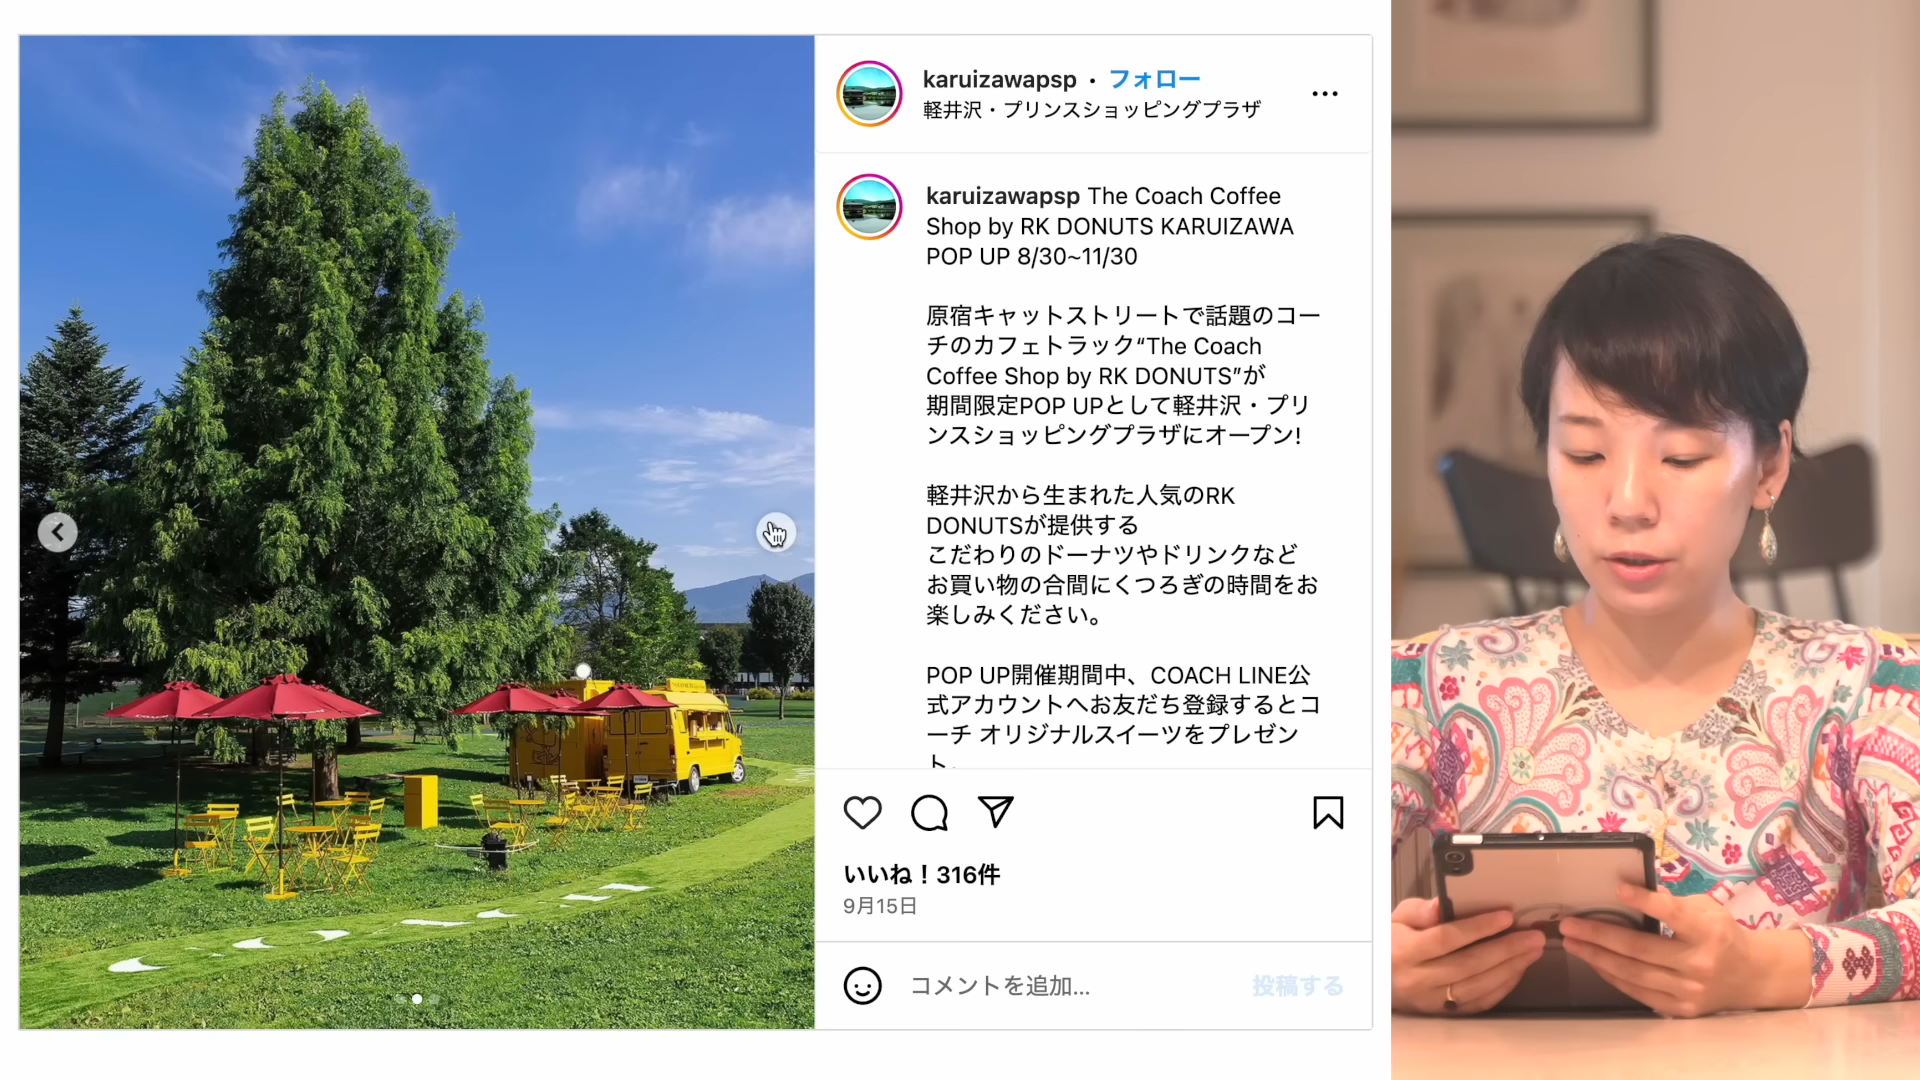 karuizawapsp • フォロー
軽井沢・プリンスショッピングプラザ
karuizawapsp The Coach Coffee
Shop by RK DONUTS KARUIZAWA
POP UP 8/30~11/30
原宿キャットストリートで話題のコー
チのカフェトラック“The Coach
Coffee Shop by RK DONUTS”が
期間限定POP UPとして軽井沢・プリ
ンスショッピングプラザにオープン!
軽井沢から生まれた人気のRK
DONUTSが提供する
こだわりのドーナツやドリンクなど
お買い物の合間にくつろぎの時間をお
楽しみください。
POP UP開催期間中、COACH LINE公
式アカウントへお友だち登録するとコ
ーチ オリジナルスイーツをプレゼン
ト。
いいね！316件
9月15日
コメントを追加...
投稿する